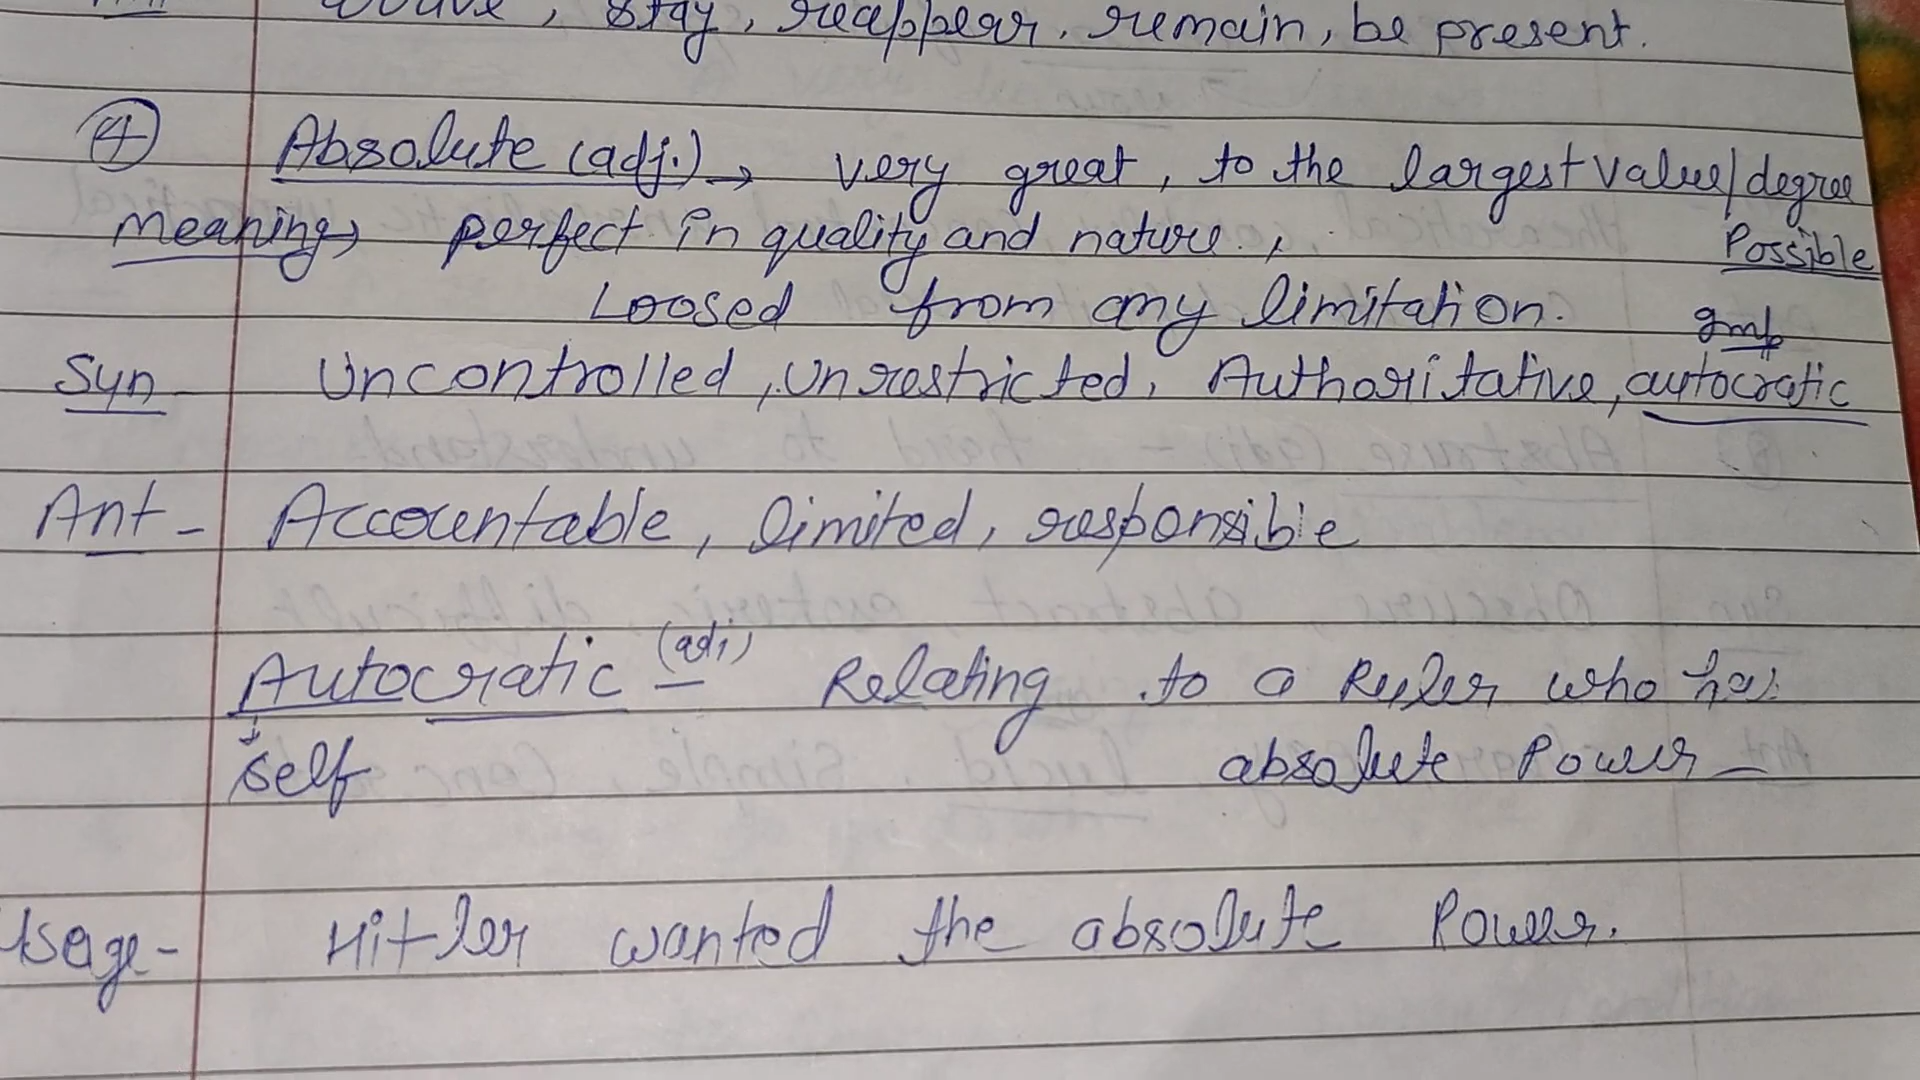 stay, reappear, remain, be present.
④ Absolute (adj.) → very great, to the largest value/degree
Possible
meaning→ perfect in quality and nature.,
Loosed from any limitation.
Imp
Syn Uncontrolled, Unrestricted, Authoritative, autocratic
Ant - Accountable, limited, responsible
Autocratic (adj) - Relating to a Ruler who has
self absolute Power -
Usage - Hitler wanted the absolute Power.